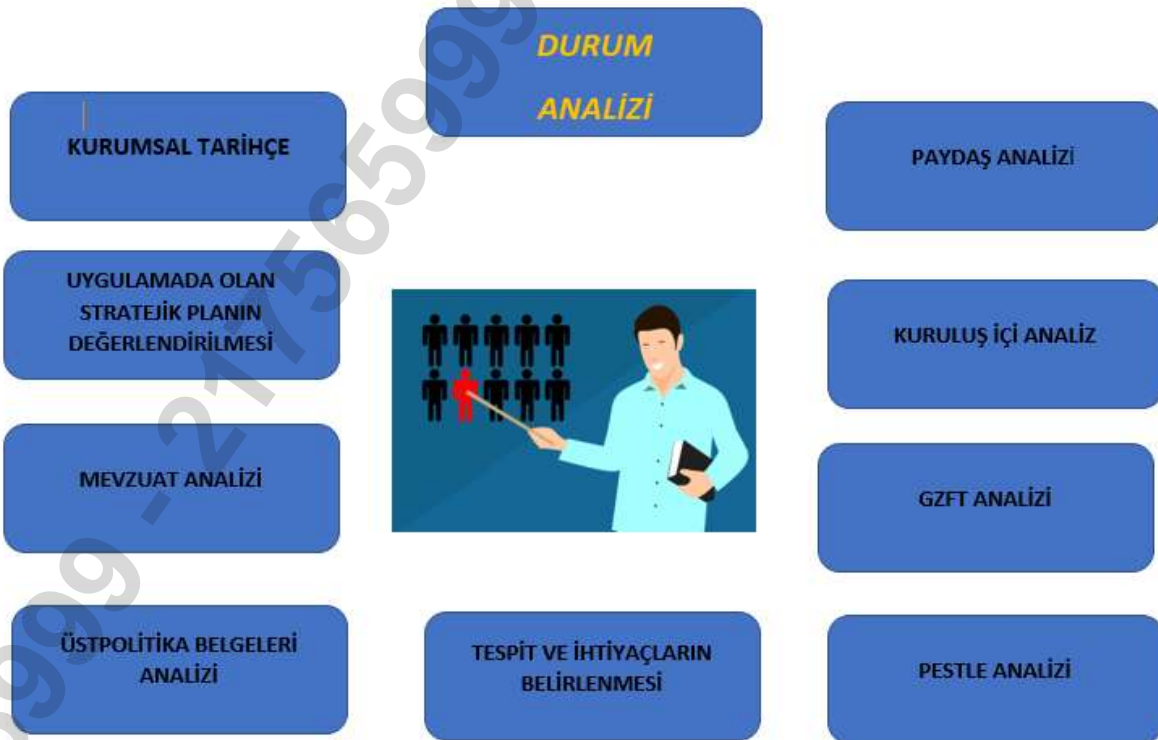 DURUM
ANALİZİ
KURUMSAL TARİHÇE
UYGULAMADA OLAN
STRATEJİK PLANIN
DEĞERLENDİRİLMESİ
MEVZUAT ANALİZİ
ÜSTPOLİTİKA BELGELERİ
ANALİZİ
TESPİT VE İHTİYAÇLARIN
BELİRLENMESİ
PAYDAŞ ANALİZİ
KURULUŞ İÇİ ANALİZ
GZFT ANALİZİ
PESTLE ANALİZİ